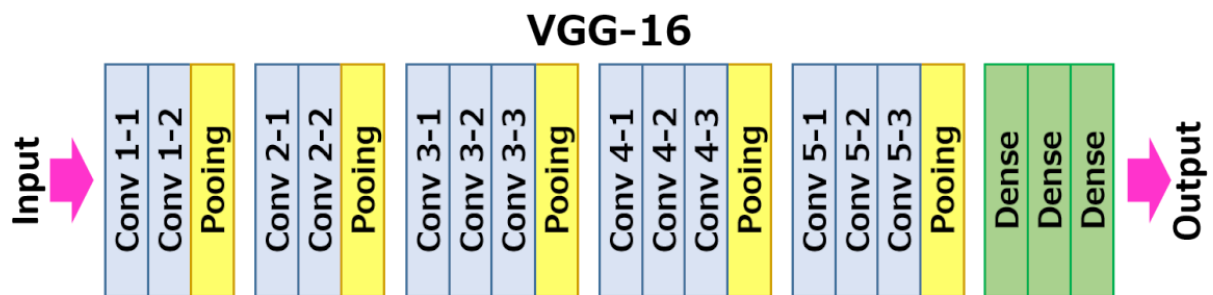 VGG-16
Input
Conv 1-1
Conv 1-2
Pooing
Conv 2-1
Conv 2-2
Pooing
Conv 3-1
Conv 3-2
Conv 3-3
Pooing
Conv 4-1
Conv 4-2
Conv 4-3
Pooing
Conv 5-1
Conv 5-2
Conv 5-3
Pooing
Dense
Dense
Dense
Output